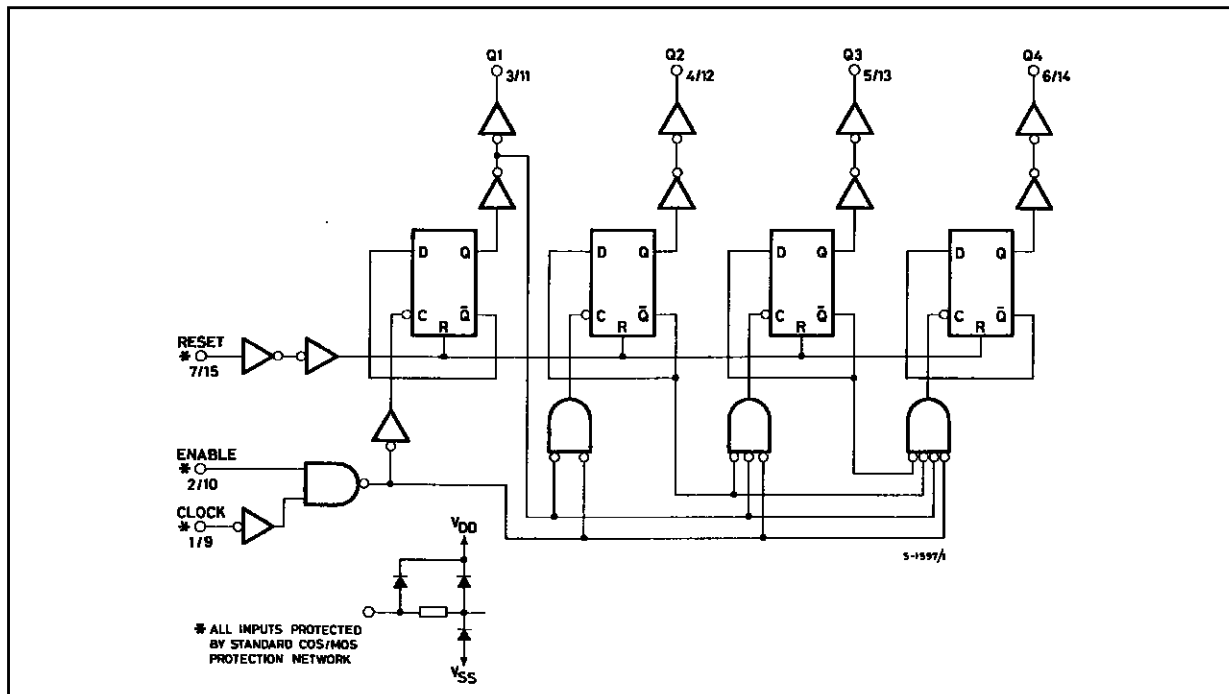 Q1 Q2 Q3 Q4
3/11 4/12 5/13 6/14
D Q D Q D Q D Q
C Q̄ C Q̄ C Q̄ C Q̄
R R R R
RESET
* 7/15
ENABLE
* 2/10
CLOCK
* 1/9
VDD
S-1597/1
* ALL INPUTS PROTECTED
BY STANDARD COS/MOS
PROTECTION NETWORK
VSS